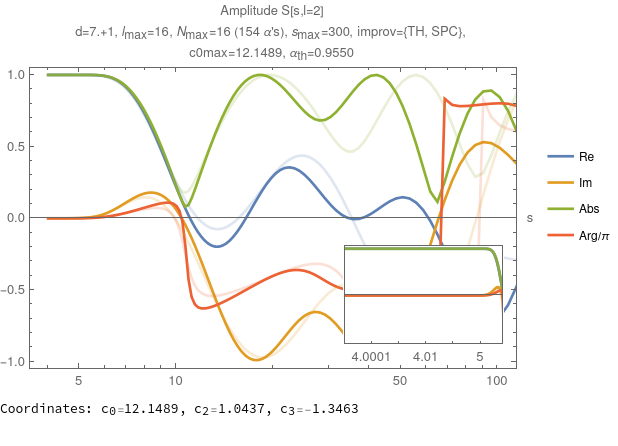 Amplitude S[s,l=2]
d=7.+1, lmax=16, Nmax=16 (154 α's), smax=300, improv={TH, SPC},
c0max=12.1489, αth=0.9550
1.0
0.5
0.0
−0.5
−1.0
s
Re
Im
Abs
Arg/π
4.0001 4.01 5
5 10 50 100
Coordinates: c0=12.1489, c2=1.0437, c3=−1.3463